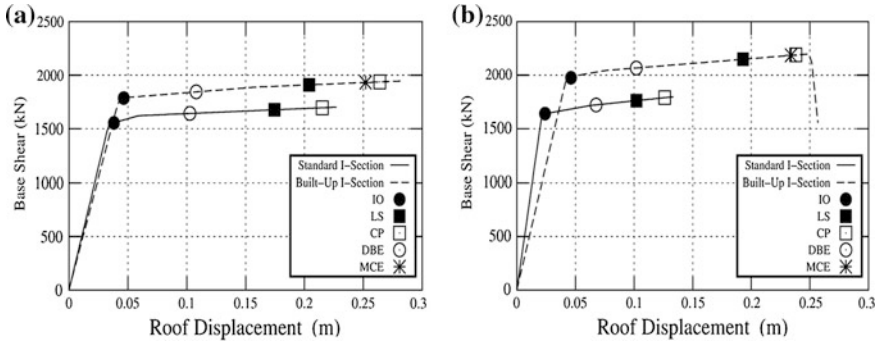 (a)
2500
2000
1500
1000
500
0
Base Shear (kN)
0 0.05 0.1 0.15 0.2 0.25 0.3
Roof Displacement (m)
Standard I−Section
Built−Up I−Section
IO
LS
CP
DBE
MCE
(b)
2500
2000
1500
1000
500
0
Base Shear (kN)
0 0.05 0.1 0.15 0.2 0.25 0.3
Roof Displacement (m)
Standard I−Section
Built−Up I−Section
IO
LS
CP
DBE
MCE